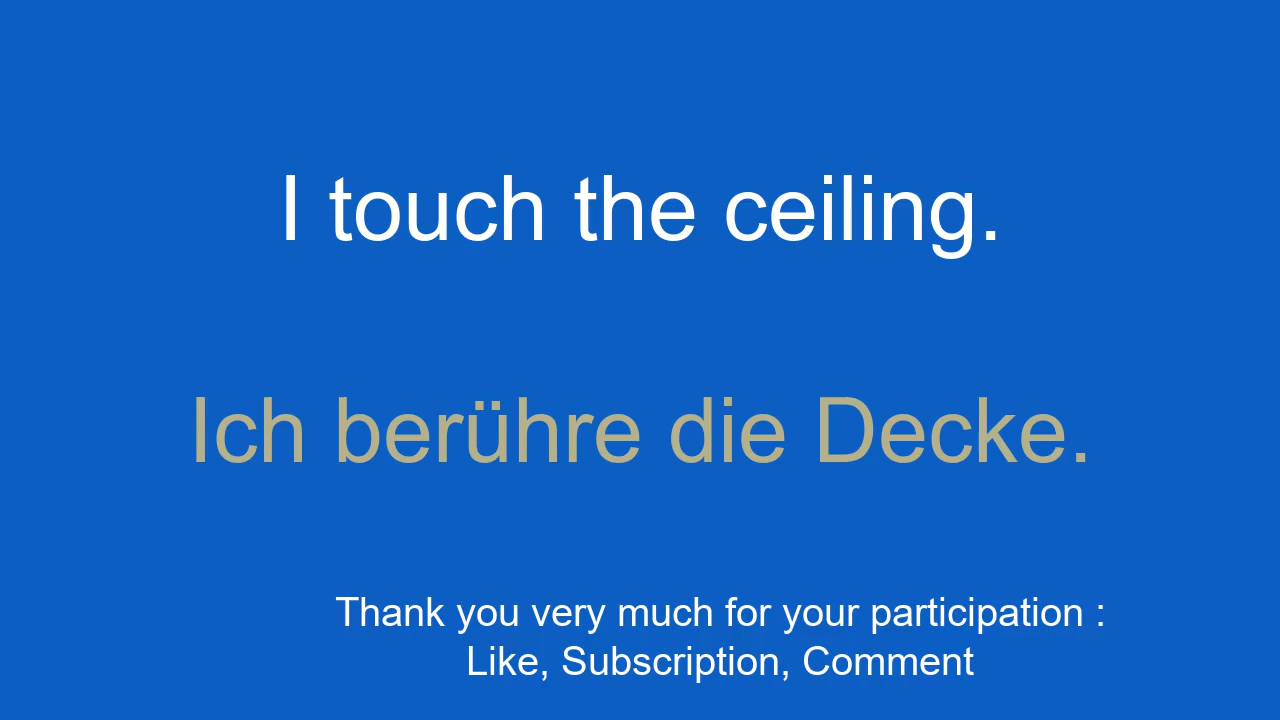 I touch the ceiling.
Ich berühre die Decke.
Thank you very much for your participation :
Like, Subscription, Comment